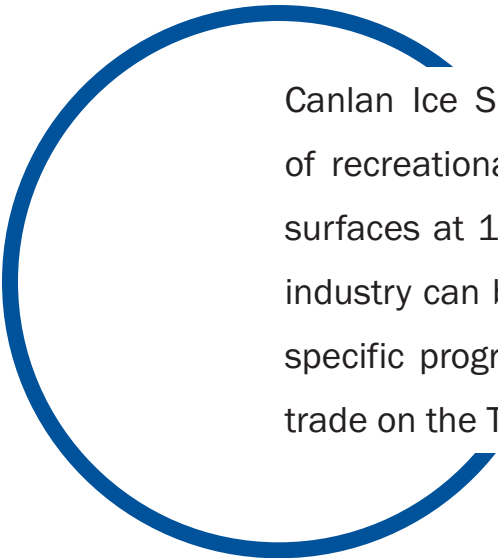 Canlan Ice S
of recreationa
surfaces at 1
industry can b
specific progr
trade on the T